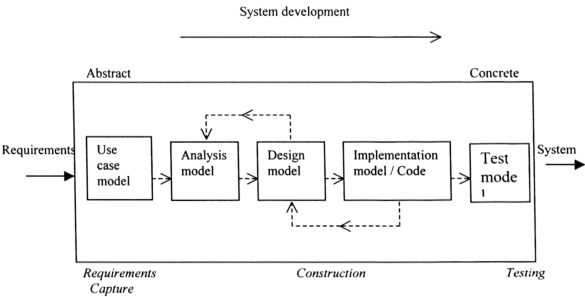 System development
Abstract
Concrete
Requirements
Use
case
model
Analysis
model
Design
model
Implementation
model / Code
Test
mode
l
System
Requirements
Capture
Construction
Testing